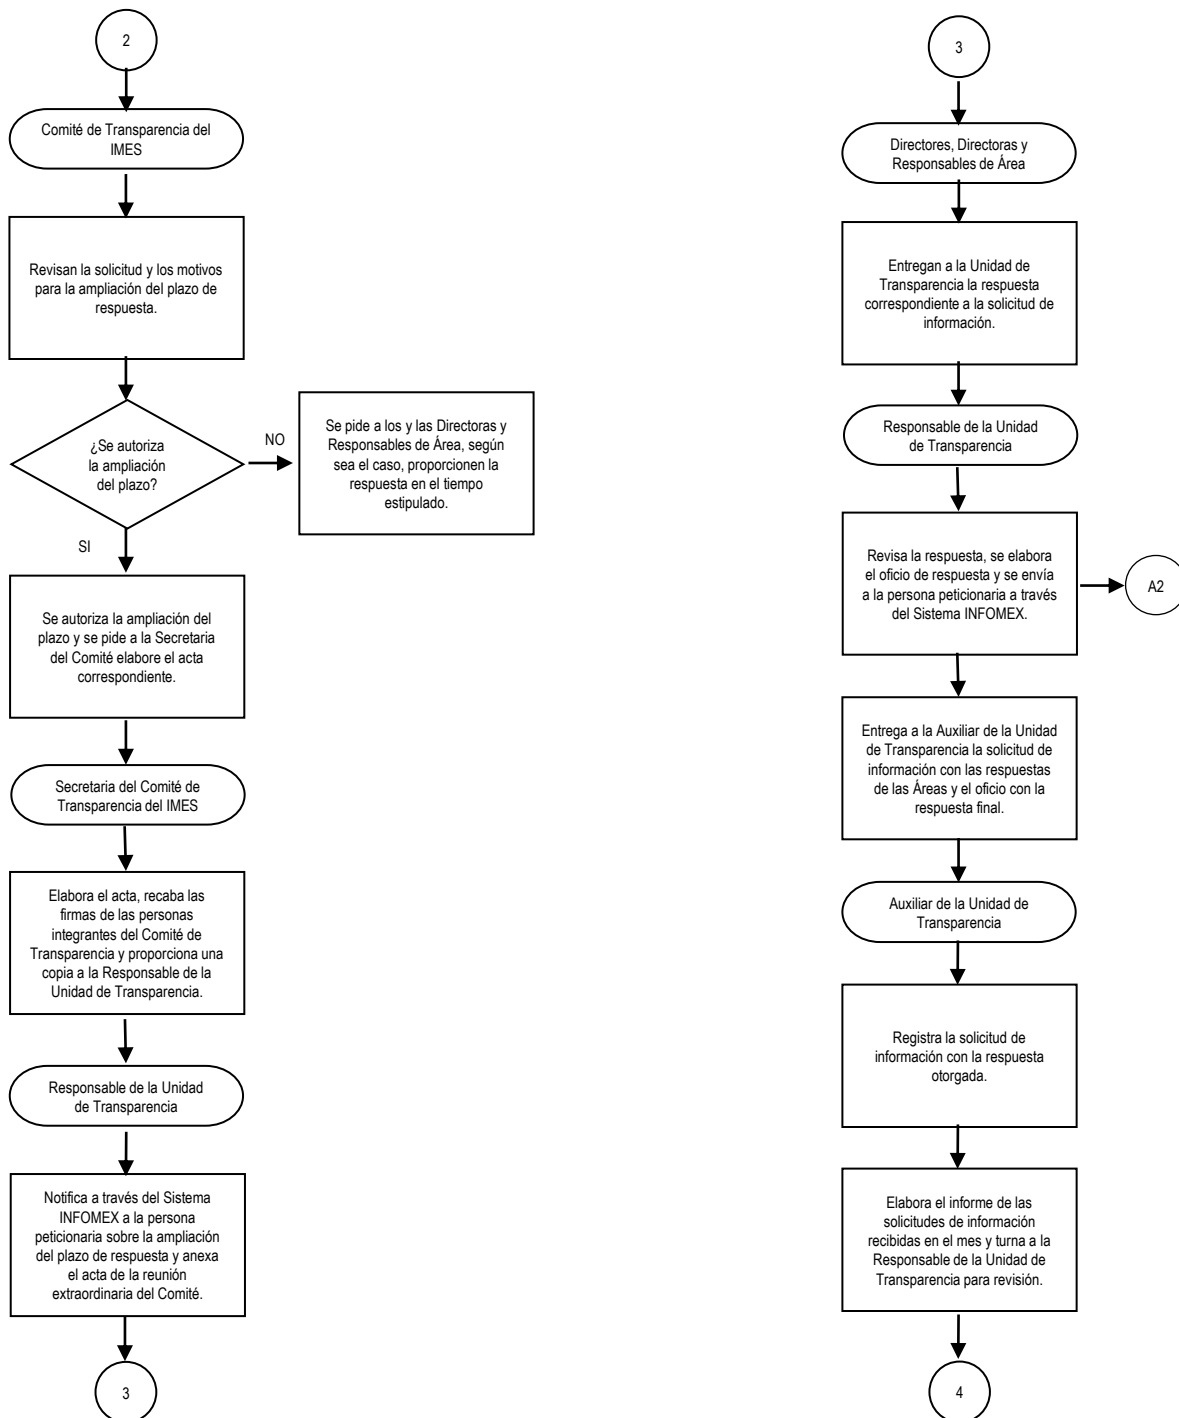 2
Comité de Transparencia del
IMES
Revisan la solicitud y los motivos
para la ampliación del plazo de
respuesta.
¿Se autoriza
la ampliación
del plazo?
NO
Se pide a los y las Directoras y
Responsables de Área, según
sea el caso, proporcionen la
respuesta en el tiempo
estipulado.
SI
Se autoriza la ampliación del
plazo y se pide a la Secretaria
del Comité elabore el acta
correspondiente.
Secretaria del Comité de
Transparencia del IMES
Elabora el acta, recaba las
firmas de las personas
integrantes del Comité de
Transparencia y proporciona una
copia a la Responsable de la
Unidad de Transparencia.
Responsable de la Unidad
de Transparencia
Notifica a través del Sistema
INFOMEX a la persona
peticionaria sobre la ampliación
del plazo de respuesta y anexa
el acta de la reunión
extraordinaria del Comité.
3
3
Directores, Directoras y
Responsables de Área
Entregan a la Unidad de
Transparencia la respuesta
correspondiente a la solicitud de
información.
Responsable de la Unidad
de Transparencia
Revisa la respuesta, se elabora
el oficio de respuesta y se envía
a la persona peticionaria a través
del Sistema INFOMEX.
A2
Entrega a la Auxiliar de la Unidad
de Transparencia la solicitud de
información con las respuestas
de las Áreas y el oficio con la
respuesta final.
Auxiliar de la Unidad de
Transparencia
Registra la solicitud de
información con la respuesta
otorgada.
Elabora el informe de las
solicitudes de información
recibidas en el mes y turna a la
Responsable de la Unidad de
Transparencia para revisión.
4